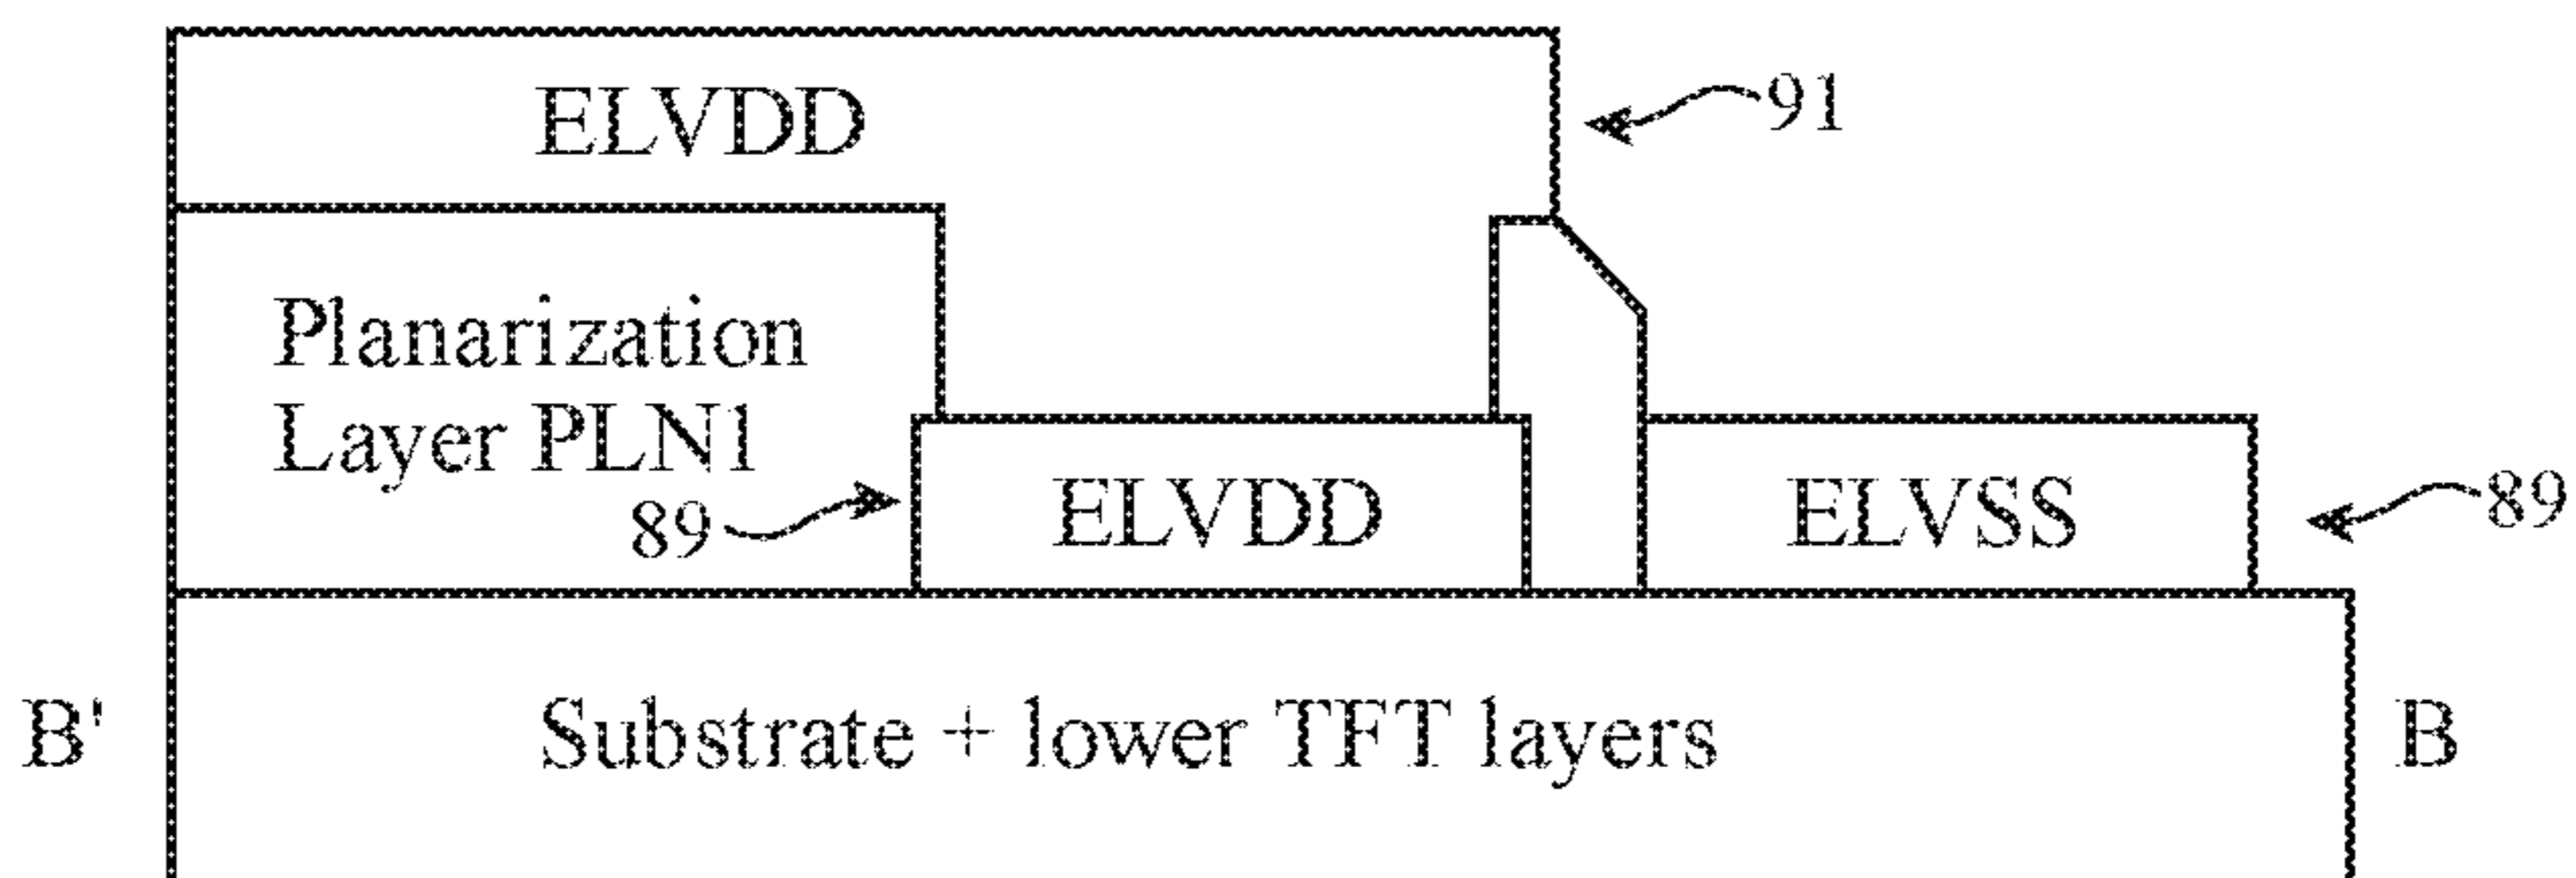 ELVDD
91
Planarization
Layer PLN1
89
ELVDD
ELVSS
89
B'
Substrate + lower TFT layers
B